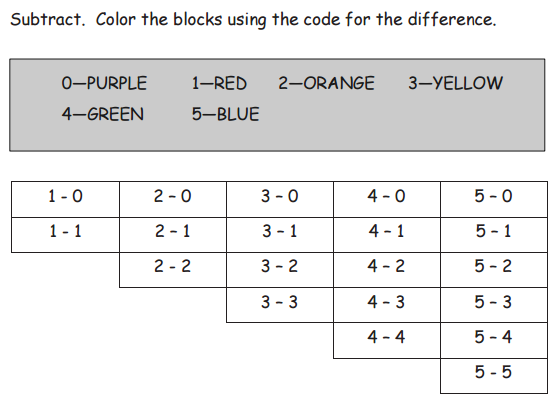 Subtract.  Color the blocks using the code for the difference.
0—PURPLE 1—RED 2—ORANGE 3—YELLOW
4—GREEN 5—BLUE
1 - 0 2 - 0 3 - 0 4 - 0 5 - 0
1 - 1 2 - 1 3 - 1 4 - 1 5 - 1
2 - 2 3 - 2 4 - 2 5 - 2
3 - 3 4 - 3 5 - 3
4 - 4 5 - 4
5 - 5